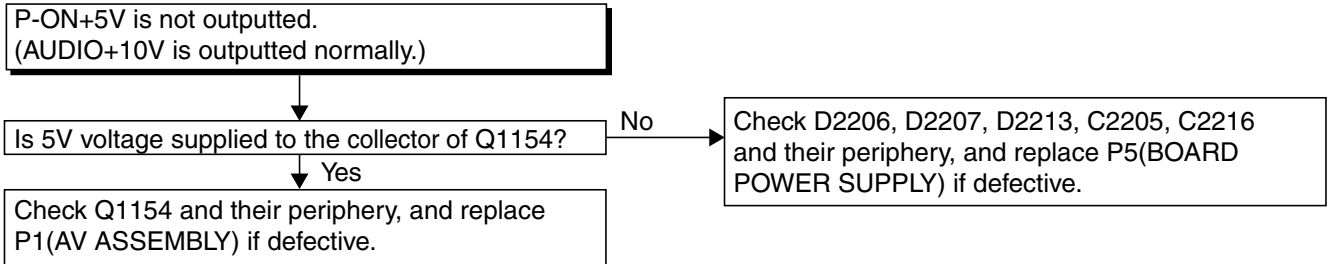 P-ON+5V is not outputted.
(AUDIO+10V is outputted normally.)
Is 5V voltage supplied to the collector of Q1154?
No
Check D2206, D2207, D2213, C2205, C2216
and their periphery, and replace P5(BOARD
POWER SUPPLY) if defective.
Yes
Check Q1154 and their periphery, and replace
P1(AV ASSEMBLY) if defective.